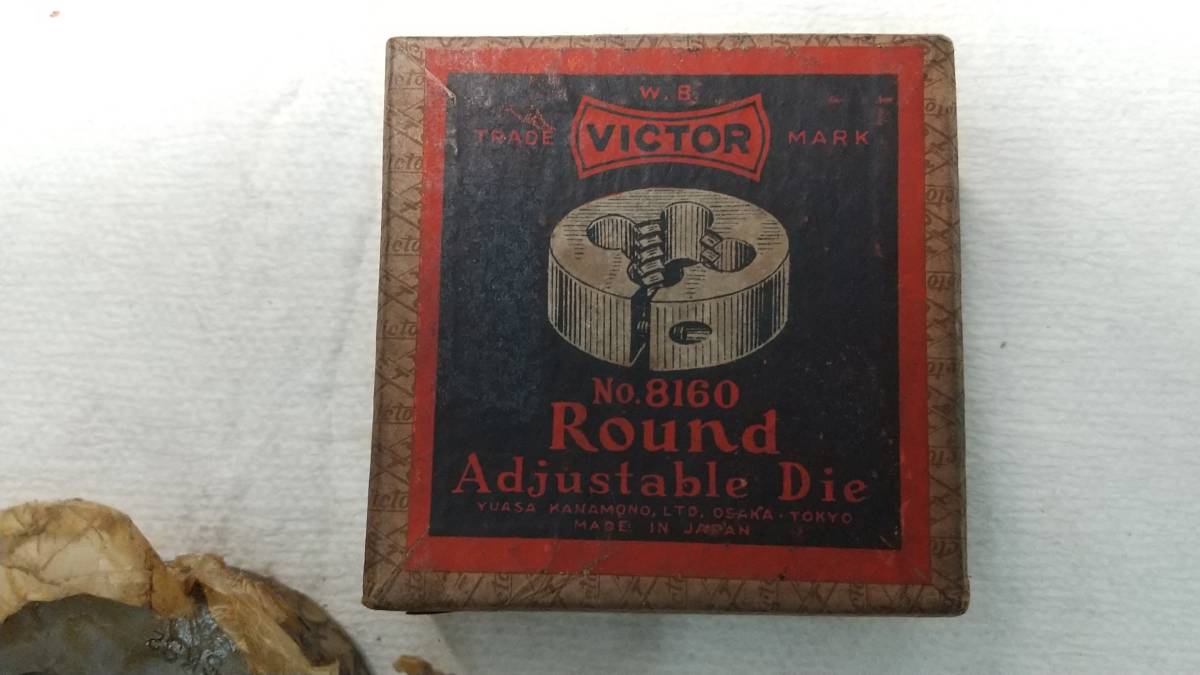 W. B.
TRADE VICTOR MARK
No. 8160
Round
Adjustable Die
YUASA KANAMONO, LTD. OSAKA · TOKYO
MADE IN JAPAN